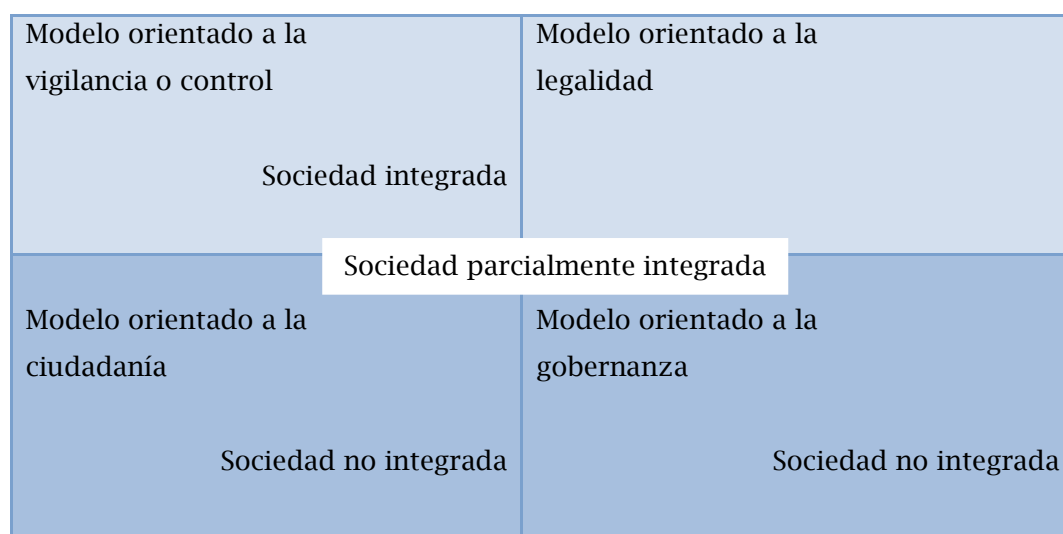 Modelo orientado a la
vigilancia o control
Sociedad integrada
Modelo orientado a la
legalidad
Sociedad parcialmente integrada
Modelo orientado a la
ciudadanía
Sociedad no integrada
Modelo orientado a la
gobernanza
Sociedad no integrada